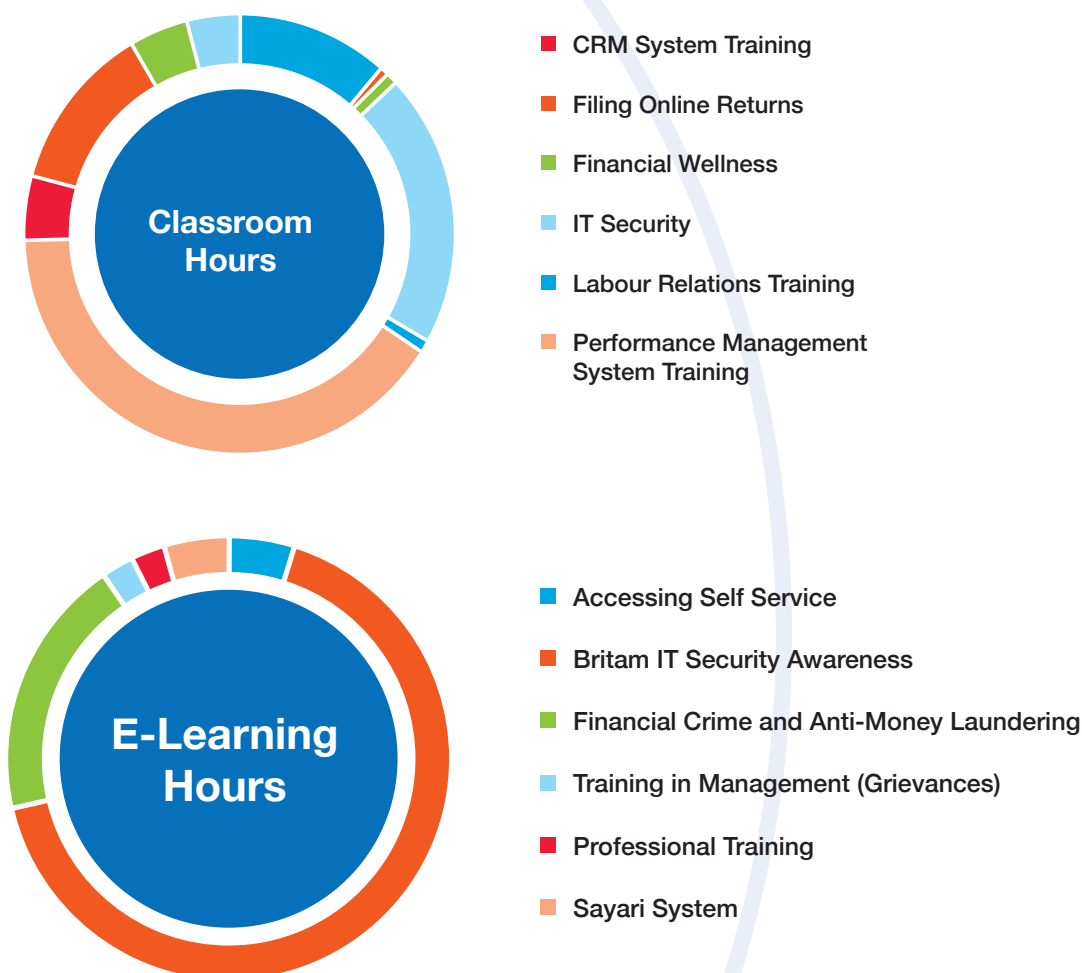 Classroom
Hours
CRM System Training
Filing Online Returns
Financial Wellness
IT Security
Labour Relations Training
Performance Management
System Training
E-Learning
Hours
Accessing Self Service
Britam IT Security Awareness
Financial Crime and Anti-Money Laundering
Training in Management (Grievances)
Professional Training
Sayari System